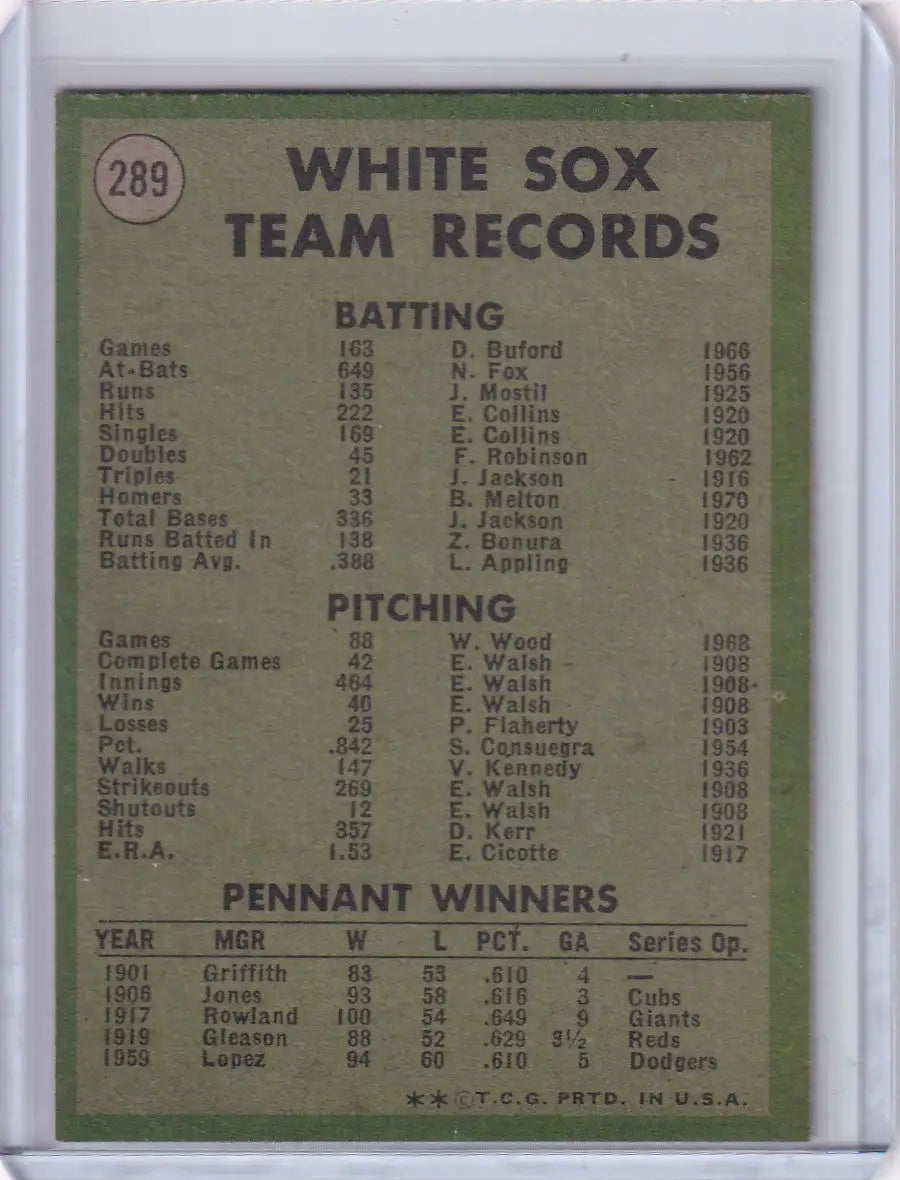 289
WHITE SOX
TEAM RECORDS
BATTING
Games 163 D. Buford 1966
At-Bats 649 N. Fox 1956
Runs 135 J. Mostil 1925
Hits 222 E. Collins 1920
Singles 169 E. Collins 1920
Doubles 45 F. Robinson 1962
Triples 21 J. Jackson 1916
Homers 33 B. Melton 1970
Total Bases 336 J. Jackson 1920
Runs Batted In 138 Z. Bonura 1936
Batting Avg. .388 L. Appling 1936
PITCHING
Games 88 W. Wood 1968
Complete Games 42 E. Walsh 1908
Innings 464 E. Walsh 1908
Wins 40 E. Walsh 1908
Losses 25 P. Flaherty 1903
Pct. .842 S. Consuegra 1954
Walks 147 V. Kennedy 1936
Strikeouts 269 E. Walsh 1908
Shutouts 12 E. Walsh 1908
Hits 357 D. Kerr 1921
E.R.A. 1.53 E. Cicotte 1917
PENNANT WINNERS
YEAR MGR W L PCT. GA Series Op.
1901 Griffith 83 53 .610 4 —
1906 Jones 93 58 .616 3 Cubs
1917 Rowland 100 54 .649 9 Giants
1919 Gleason 88 52 .629 3½ Reds
1959 Lopez 94 60 .610 5 Dodgers
**©T.C.G. PRTD. IN U.S.A.